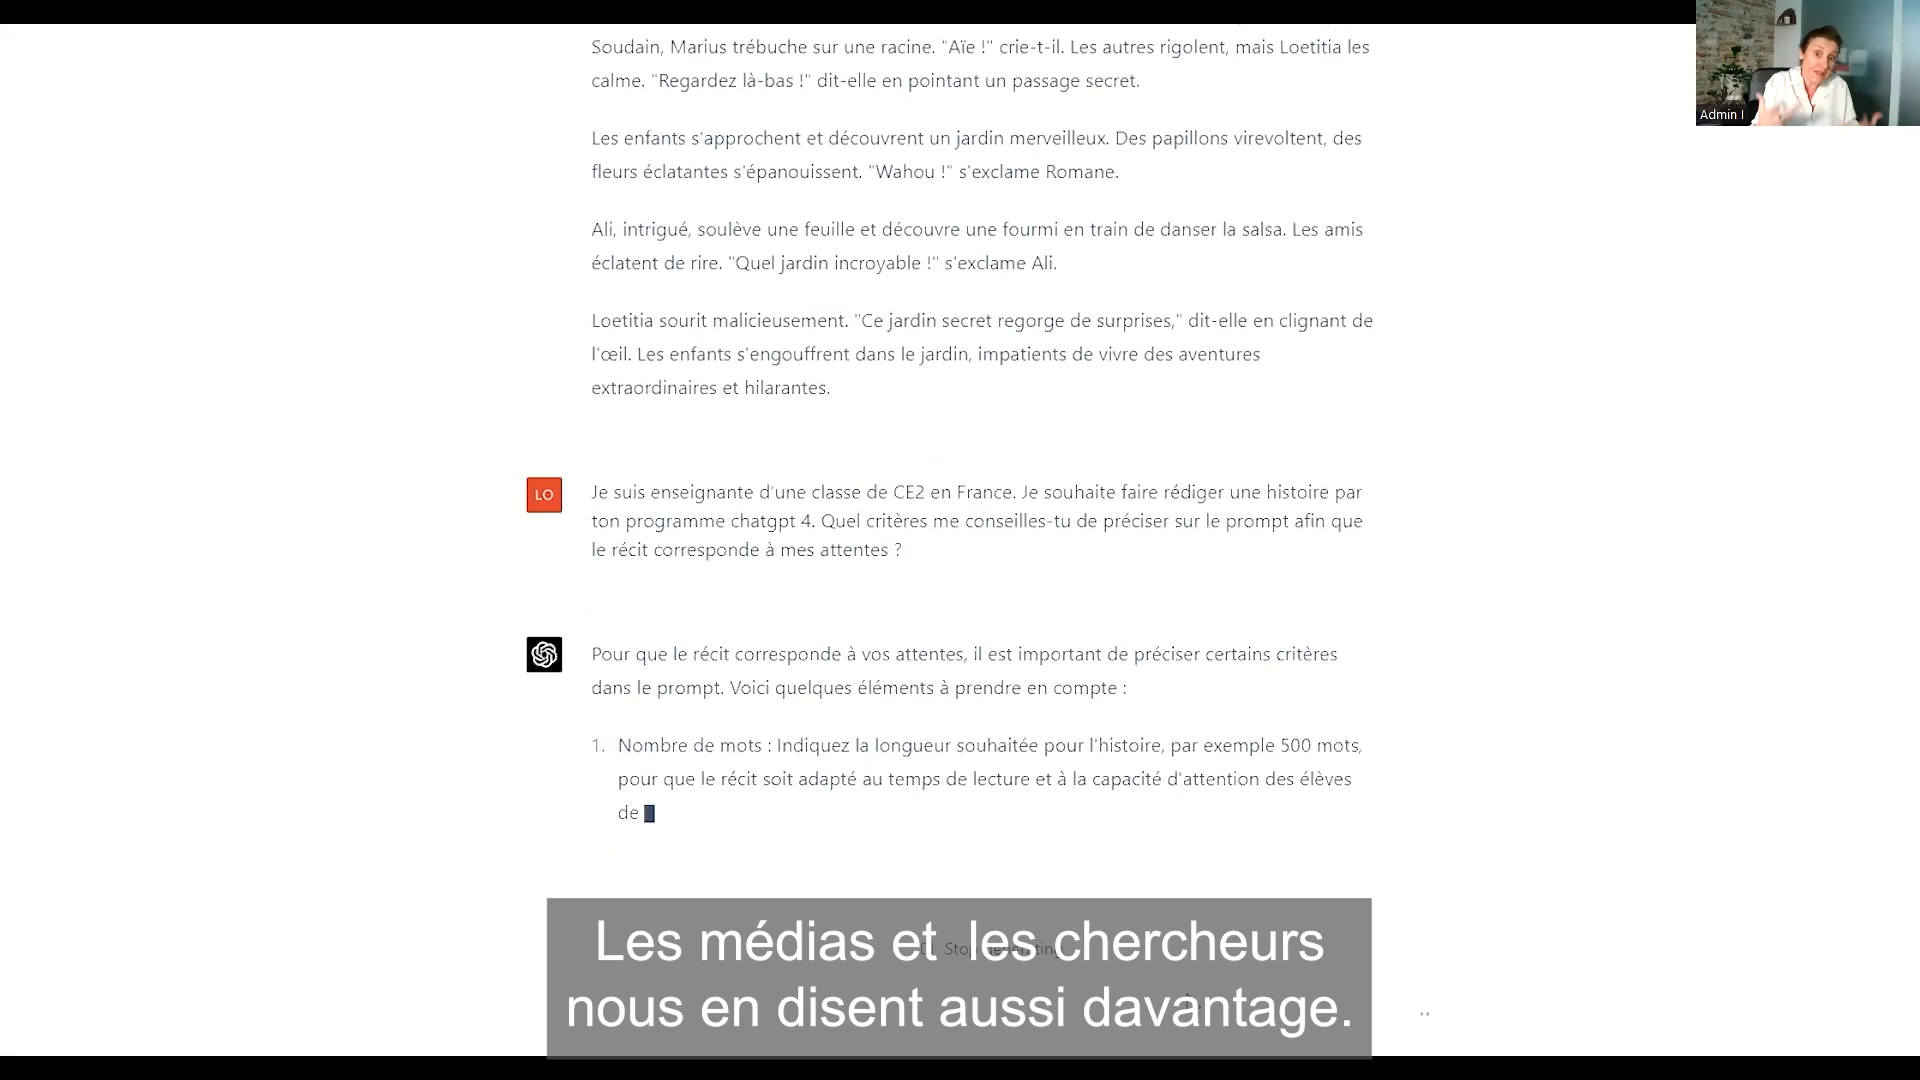 Soudain, Marius trébuche sur une racine. "Aïe !" crie-t-il. Les autres rigolent, mais Loetitia les
calme. "Regardez là-bas !" dit-elle en pointant un passage secret.
Admin I
Les enfants s'approchent et découvrent un jardin merveilleux. Des papillons virevoltent, des
fleurs éclatantes s'épanouissent. "Wahou !" s'exclame Romane.
Ali, intrigué, soulève une feuille et découvre une fourmi en train de danser la salsa. Les amis
éclatent de rire. "Quel jardin incroyable !" s'exclame Ali.
Loetitia sourit malicieusement. "Ce jardin secret regorge de surprises," dit-elle en clignant de
l'œil. Les enfants s'engouffrent dans le jardin, impatients de vivre des aventures
extraordinaires et hilarantes.
LO
Je suis enseignante d'une classe de CE2 en France. Je souhaite faire rédiger une histoire par
ton programme chatgpt 4. Quel critères me conseilles-tu de préciser sur le prompt afin que
le récit corresponde à mes attentes ?
Pour que le récit corresponde à vos attentes, il est important de préciser certains critères
dans le prompt. Voici quelques éléments à prendre en compte :
1. Nombre de mots : Indiquez la longueur souhaitée pour l'histoire, par exemple 500 mots,
pour que le récit soit adapté au temps de lecture et à la capacité d'attention des élèves
de
Les médias et les chercheurs
nous en disent aussi davantage.